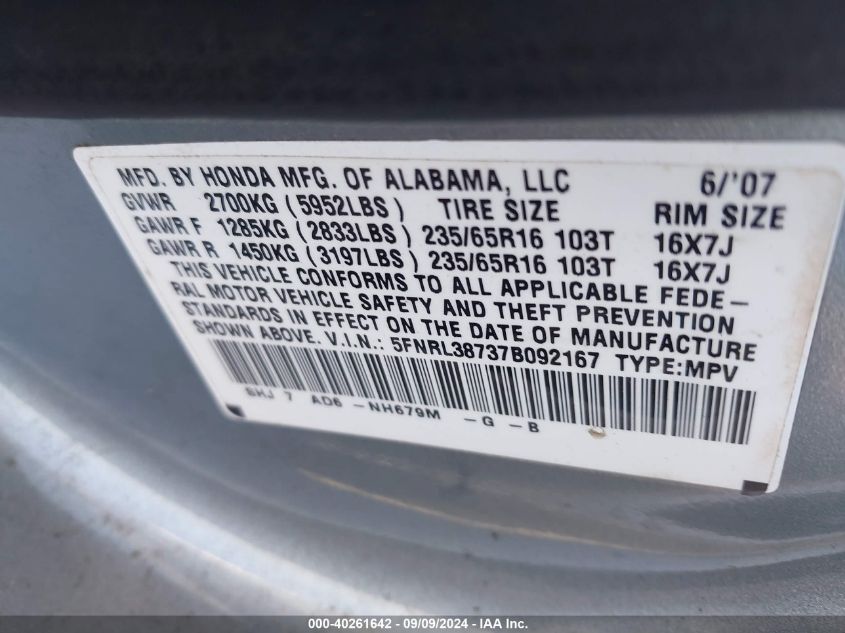 MFD. BY HONDA MFG. OF ALABAMA, LLC 6/'07
GVWR 2700KG (5952LBS) TIRE SIZE RIM SIZE
GAWR F 1285KG (2833LBS) 235/65R16 103T 16X7J
GAWR R 1450KG (3197LBS) 235/65R16 103T 16X7J
THIS VEHICLE CONFORMS TO ALL APPLICABLE FEDE-
RAL MOTOR VEHICLE SAFETY AND THEFT PREVENTION
STANDARDS IN EFFECT ON THE DATE OF MANUFACTURE
SHOWN ABOVE. V.I.N.: 5FNRL38737B092167 TYPE:MPV
SHJ 7 AD6 -NH679M -G -B
000-40261642 - 09/09/2024 - IAA Inc.